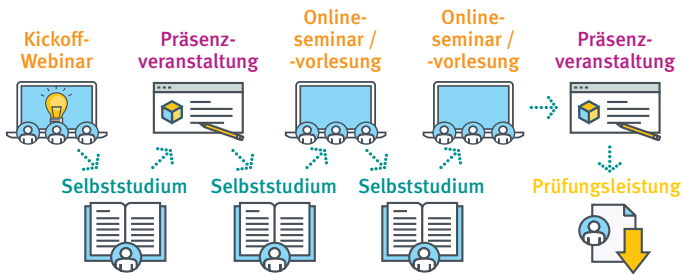 Kickoff-
Webinar
Präsenz-
veranstaltung
Online-
seminar /
-vorlesung
Online-
seminar /
-vorlesung
Präsenz-
veranstaltung
Selbststudium
Selbststudium
Selbststudium
Prüfungsleistung